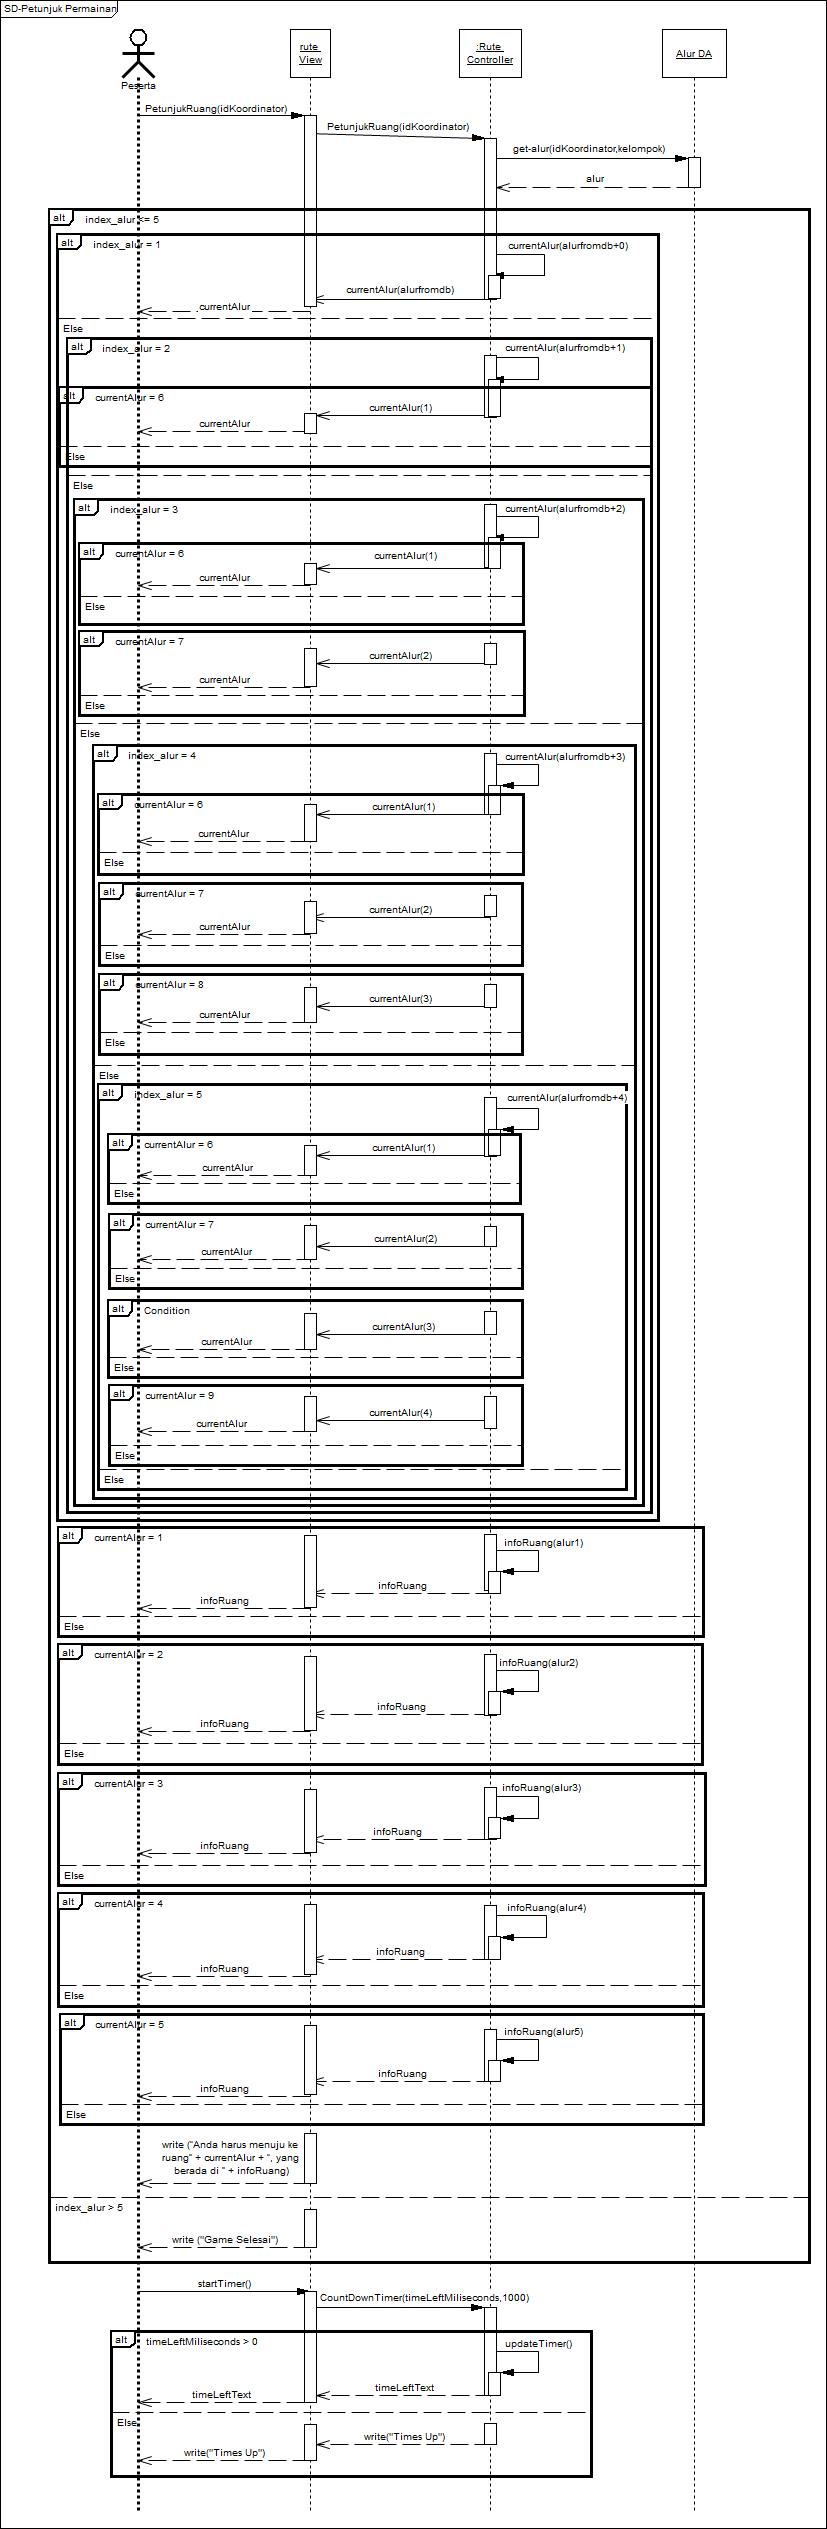 SD-Petunjuk Permainan
Peserta
rute
View
:Rute
Controller
Alur DA
PetunjukRuang(idKoordinator)
PetunjukRuang(idKoordinator)
get-alur(idKoordinator,kelompok)
alur
alt
index_alur <= 5
alt
index_alur = 1
currentAlur(alurfromdb+0)
currentAlur(alurfromdb)
currentAlur
Else
alt
index_alur = 2
currentAlur(alurfromdb+1)
alt
currentAlur = 6
currentAlur(1)
currentAlur
Else
Else
alt
index_alur = 3
currentAlur(alurfromdb+2)
alt
currentAlur = 6
currentAlur(1)
currentAlur
Else
alt
currentAlur = 7
currentAlur(2)
currentAlur
Else
Else
alt
index_alur = 4
currentAlur(alurfromdb+3)
alt
currentAlur = 6
currentAlur(1)
currentAlur
Else
alt
currentAlur = 7
currentAlur(2)
currentAlur
Else
alt
currentAlur = 8
currentAlur(3)
currentAlur
Else
Else
alt
index_alur = 5
currentAlur(alurfromdb+4)
alt
currentAlur = 6
currentAlur(1)
currentAlur
Else
alt
currentAlur = 7
currentAlur(2)
currentAlur
Else
alt
Condition
currentAlur(3)
currentAlur
Else
alt
currentAlur = 9
currentAlur(4)
currentAlur
Else
Else
alt
currentAlur = 1
infoRuang(alur1)
infoRuang
infoRuang
Else
alt
currentAlur = 2
infoRuang(alur2)
infoRuang
infoRuang
Else
alt
currentAlur = 3
infoRuang(alur3)
infoRuang
infoRuang
Else
alt
currentAlur = 4
infoRuang(alur4)
infoRuang
infoRuang
Else
alt
currentAlur = 5
infoRuang(alur5)
infoRuang
infoRuang
Else
write ("Anda harus menuju ke
ruang" + currentAlur + ", yang
berada di " + infoRuang)
index_alur > 5
write ("Game Selesai")
startTimer()
CountDownTimer(timeLeftMiliseconds,1000)
alt
timeLeftMiliseconds > 0
updateTimer()
timeLeftText
timeLeftText
Else
write("Times Up")
write("Times Up")